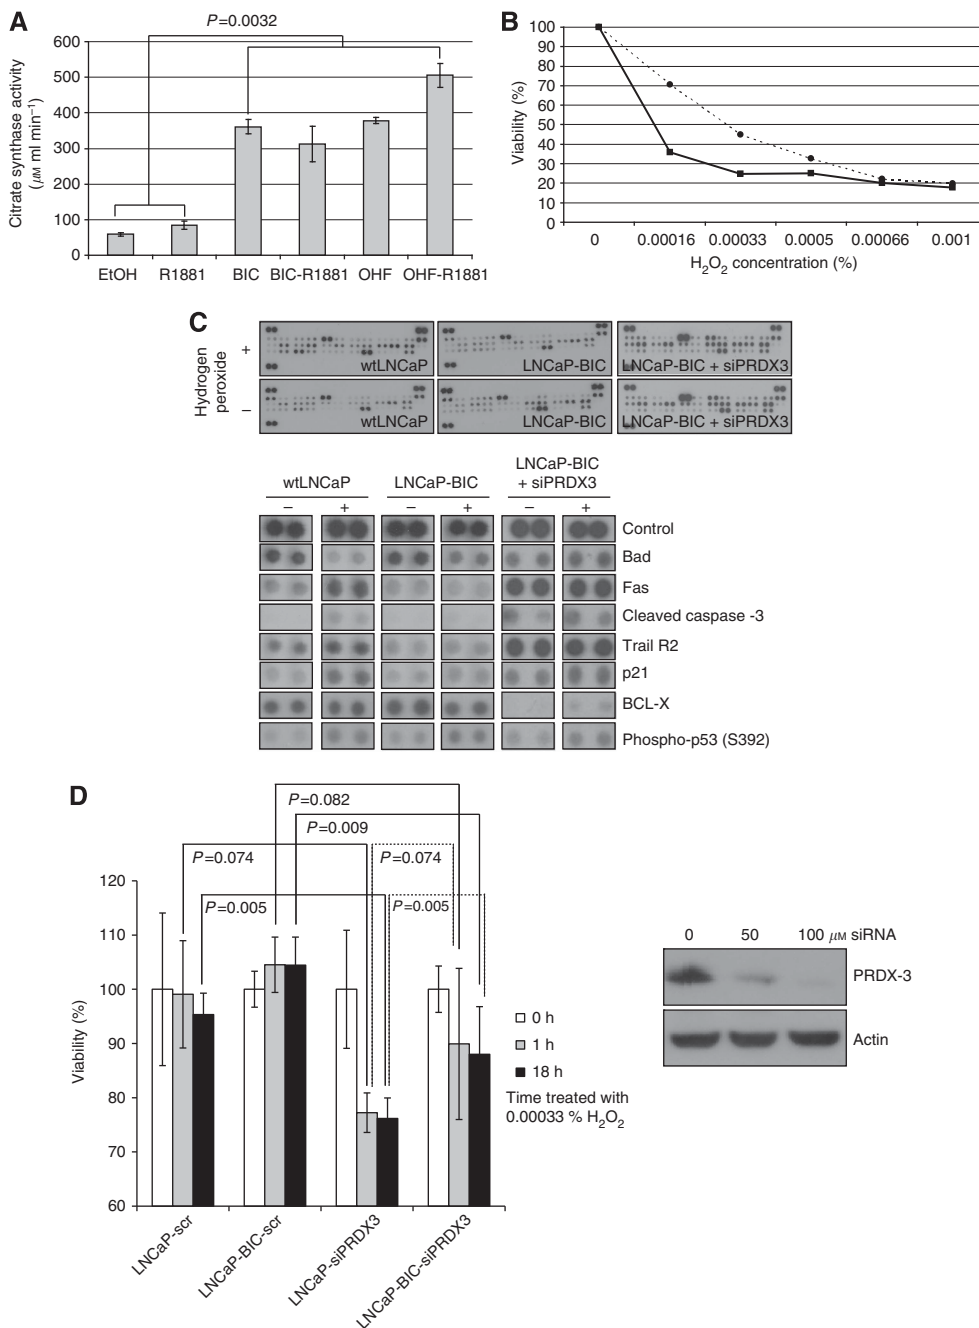 A
P=0.0032
Citrate synthase activity
(μM ml min⁻¹)
600
500
400
300
200
100
0
EtOH R1881 BIC BIC-R1881 OHF OHF-R1881
B
Viability (%)
100
90
80
70
60
50
40
30
20
10
0
0 0.00016 0.00033 0.0005 0.00066 0.001
H₂O₂ concentration (%)
C
Hydrogen
peroxide
+
wtLNCaP LNCaP-BIC LNCaP-BIC + siPRDX3
–
wtLNCaP LNCaP-BIC LNCaP-BIC + siPRDX3
wtLNCaP LNCaP-BIC LNCaP-BIC
+ siPRDX3
– + – + – +
Control
Bad
Fas
Cleaved caspase -3
Trail R2
p21
BCL-X
Phospho-p53 (S392)
D
P=0.082
P=0.009
P=0.074 P=0.074
P=0.005 P=0.005
Viability (%)
120
110
100
90
80
70
60
LNCaP-scr
LNCaP-BIC-scr
LNCaP-siPRDX3
LNCaP-BIC-siPRDX3
0 h
1 h
18 h
Time treated with
0.00033 % H₂O₂
0 50 100 μM siRNA
PRDX-3
Actin